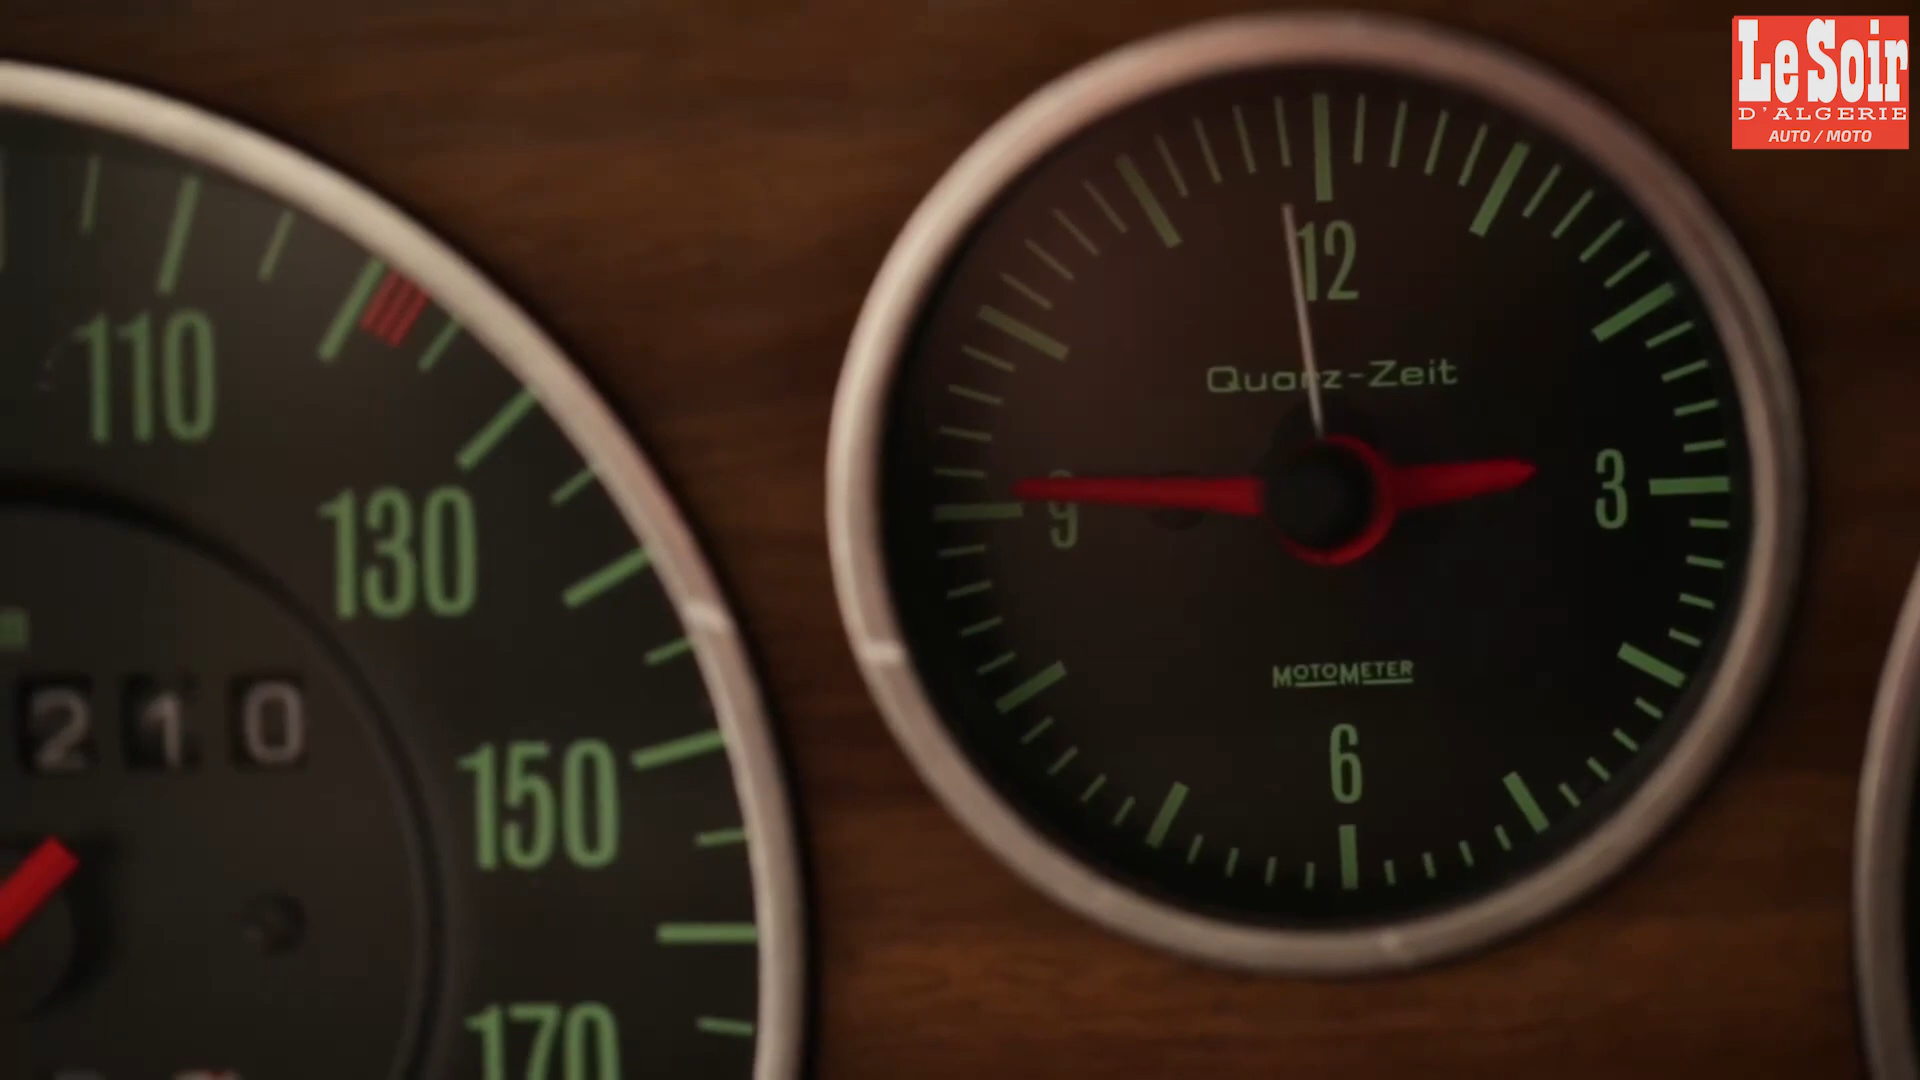 Le Soir
D'ALGERIE
AUTO / MOTO
110
130
150
170
210
12
Quarz-Zeit
9
3
MOTOMETER
6